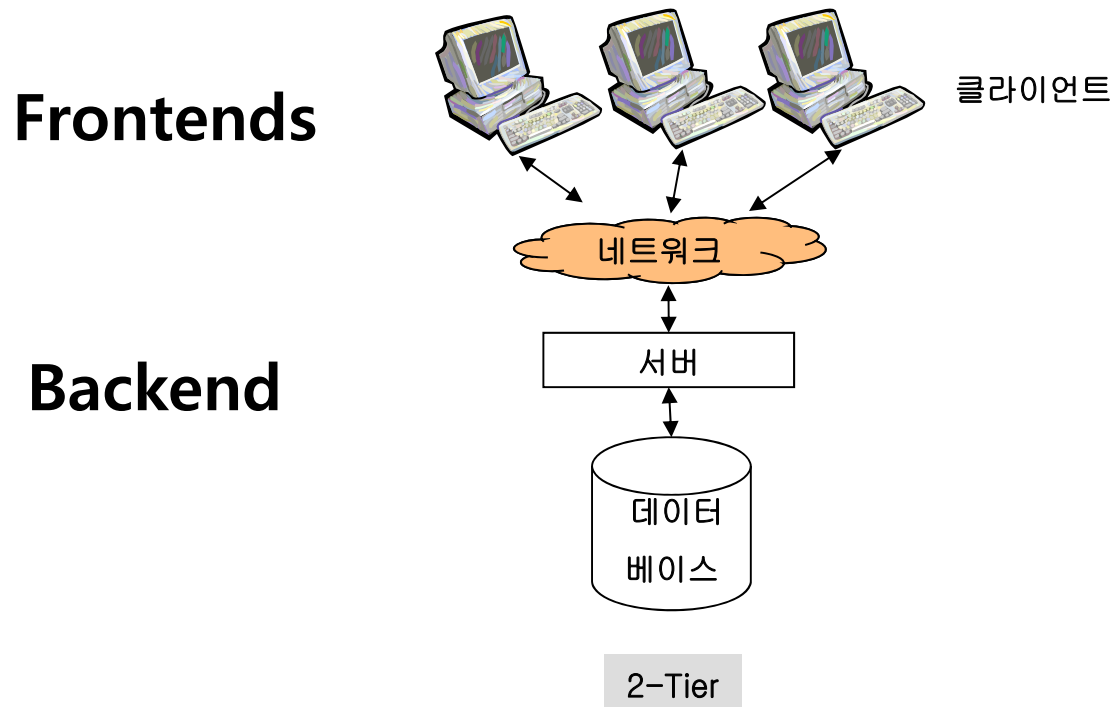 클라이언트
Frontends
네트워크
서버
Backend
데이터
베이스
2-Tier